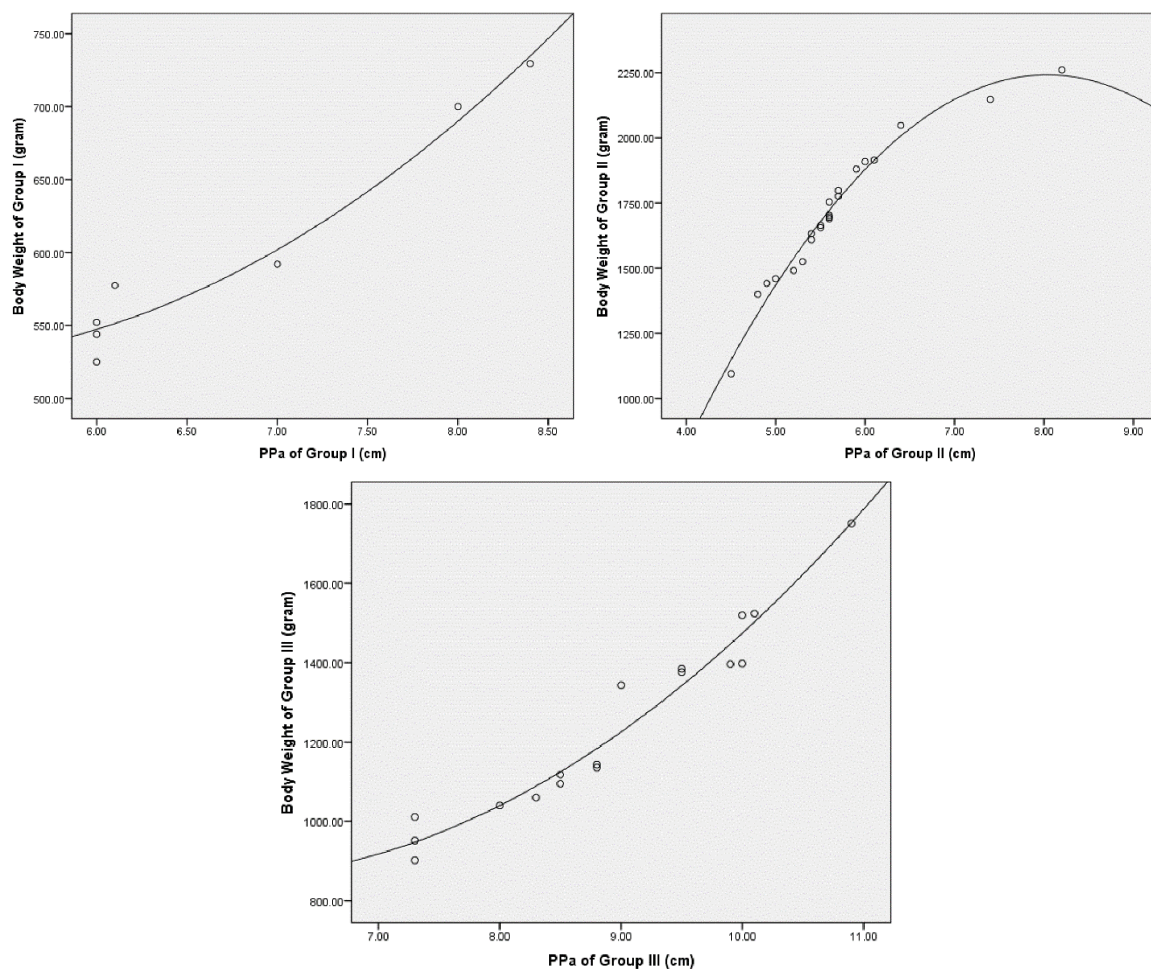 750.00
700.00
650.00
600.00
550.00
500.00
Body Weight of Group I (gram)
6.00 6.50 7.00 7.50 8.00 8.50
PPa of Group I (cm)
2250.00
2000.00
1750.00
1500.00
1250.00
1000.00
Body Weight of Group II (gram)
4.00 5.00 6.00 7.00 8.00 9.00
PPa of Group II (cm)
1800.00
1600.00
1400.00
1200.00
1000.00
800.00
Body Weight of Group III (gram)
7.00 8.00 9.00 10.00 11.00
PPa of Group III (cm)